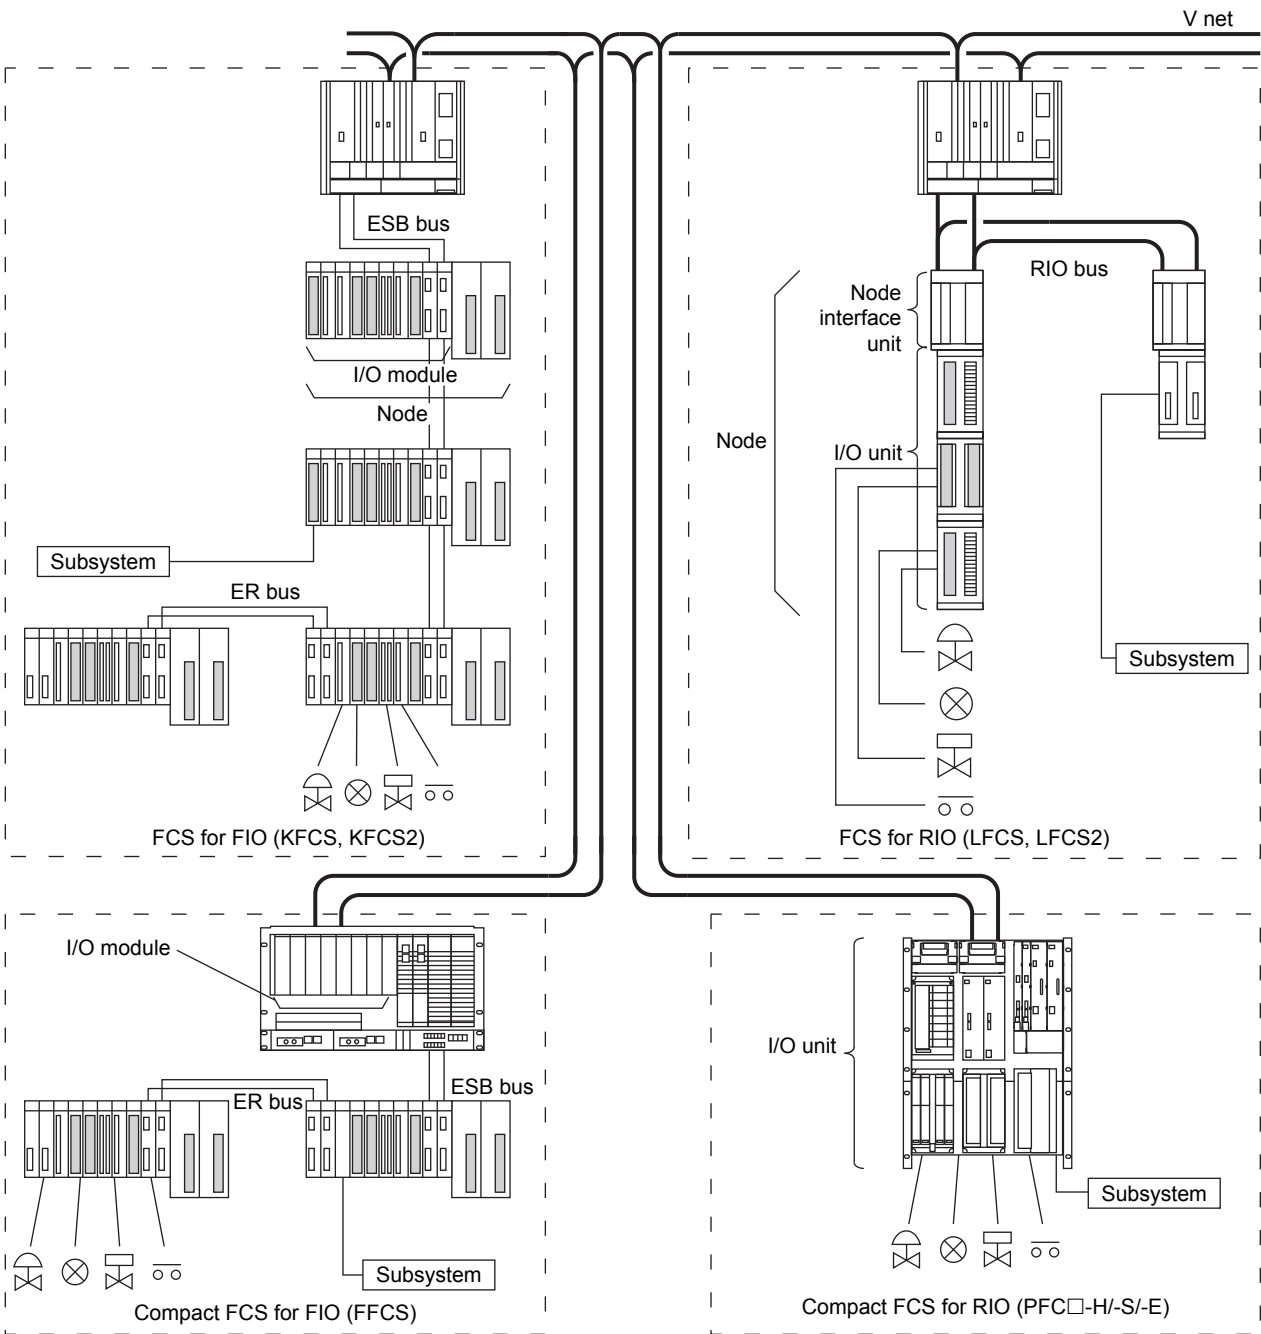 V net
ESB bus
I/O module
Node
Subsystem
ER bus
FCS for FIO (KFCS, KFCS2)
RIO bus
Node
interface
unit
Node
I/O unit
Subsystem
FCS for RIO (LFCS, LFCS2)
I/O module
ESB bus
ER bus
Subsystem
Compact FCS for FIO (FFCS)
I/O unit
Subsystem
Compact FCS for RIO (PFC□-H/-S/-E)